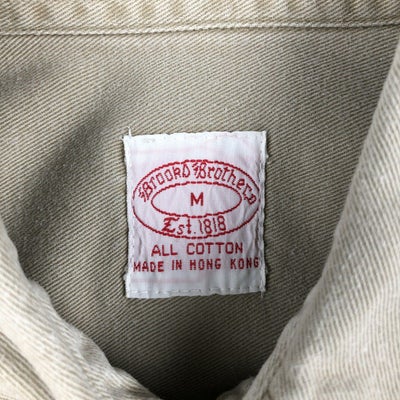 Brooks Brothers
M
Est. 1818
ALL COTTON
MADE IN HONG KONG